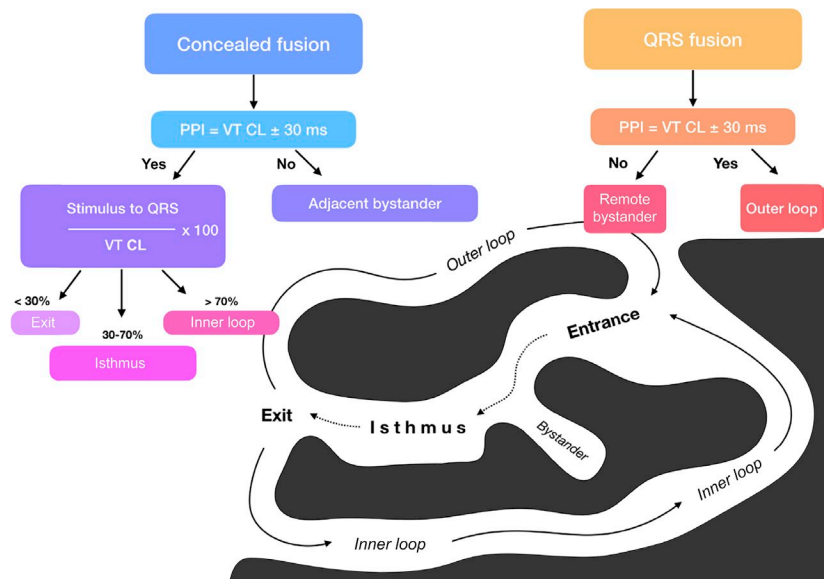 Concealed fusion
QRS fusion
PPI = VT CL ± 30 ms
PPI = VT CL ± 30 ms
Yes
No
No
Yes
Stimulus to QRS
x 100
VT CL
Adjacent bystander
Remote
bystander
Outer loop
Outer loop
< 30%
> 70%
Exit
30-70%
Inner loop
Isthmus
Entrance
Exit
Isthmus
Bystander
Inner loop
Inner loop